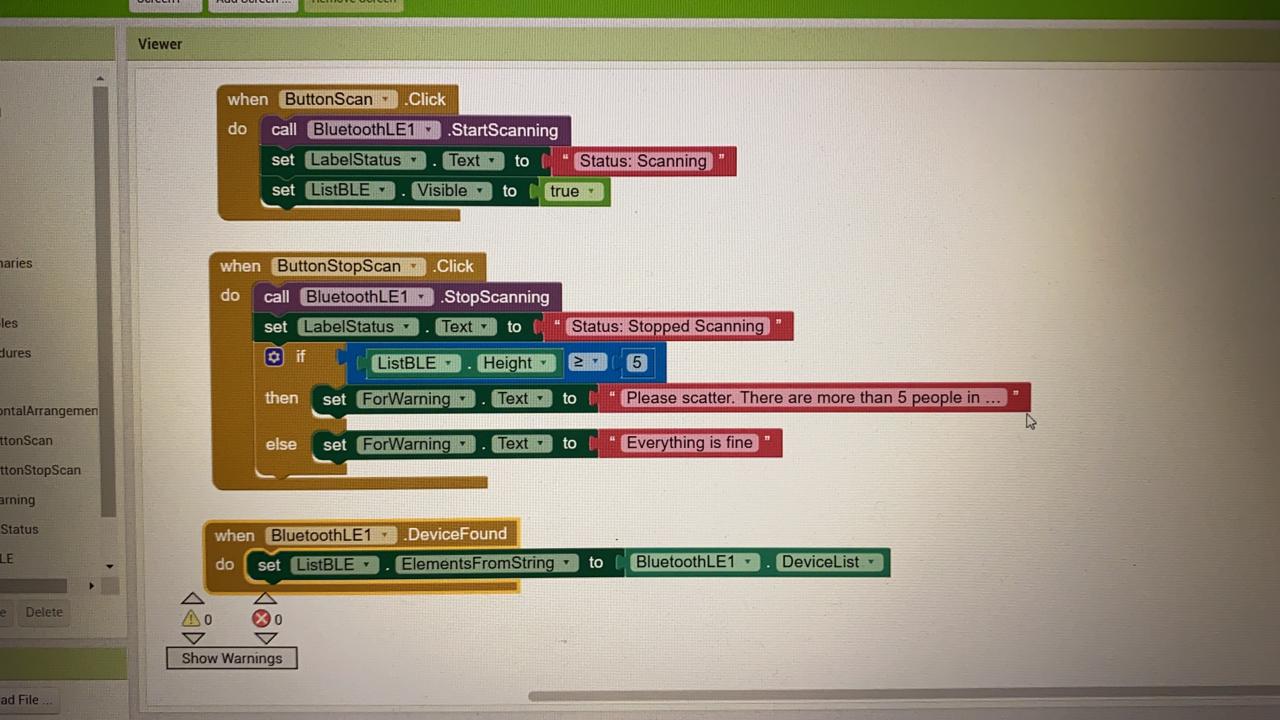 Add Screen ...
Remove Screen
Viewer
when ButtonScan .Click
do call BluetoothLE1 .StartScanning
set LabelStatus . Text to “ Status: Scanning ”
set ListBLE . Visible to true
when ButtonStopScan .Click
do call BluetoothLE1 .StopScanning
set LabelStatus . Text to “ Status: Stopped Scanning ”
if ListBLE . Height ≥ 5
then set ForWarning . Text to “ Please scatter. There are more than 5 people in ... ”
else set ForWarning . Text to “ Everything is fine ”
when BluetoothLE1 .DeviceFound
do set ListBLE . ElementsFromString to BluetoothLE1 . DeviceList
0 0
Show Warnings
naries
les
dures
ontalArrangemen
ttonScan
ttonStopScan
arning
Status
LE
e Delete
ad File ...